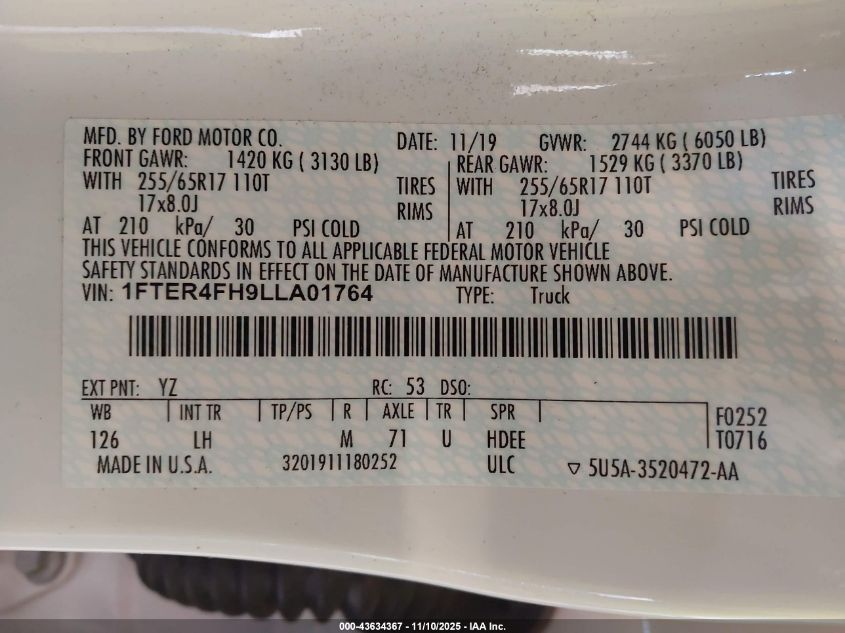 MFD. BY FORD MOTOR CO. DATE: 11/19 GVWR: 2744 KG ( 6050 LB)
FRONT GAWR: 1420 KG ( 3130 LB) REAR GAWR: 1529 KG ( 3370 LB)
WITH 255/65R17 110T TIRES WITH 255/65R17 110T TIRES
17x8.0J RIMS 17x8.0J RIMS
AT 210 kPa/ 30 PSI COLD AT 210 kPa/ 30 PSI COLD
THIS VEHICLE CONFORMS TO ALL APPLICABLE FEDERAL MOTOR VEHICLE
SAFETY STANDARDS IN EFFECT ON THE DATE OF MANUFACTURE SHOWN ABOVE.
VIN: 1FTER4FH9LLA01764 TYPE: Truck
EXT PNT: YZ RC: 53 DSO:
WB INT TR TP/PS R AXLE TR SPR F0252
126 LH M 71 U HDEE T0716
MADE IN U.S.A. 3201911180252 ULC ▽ 5U5A-3520472-AA
000-43634367 - 11/10/2025 - IAA Inc.